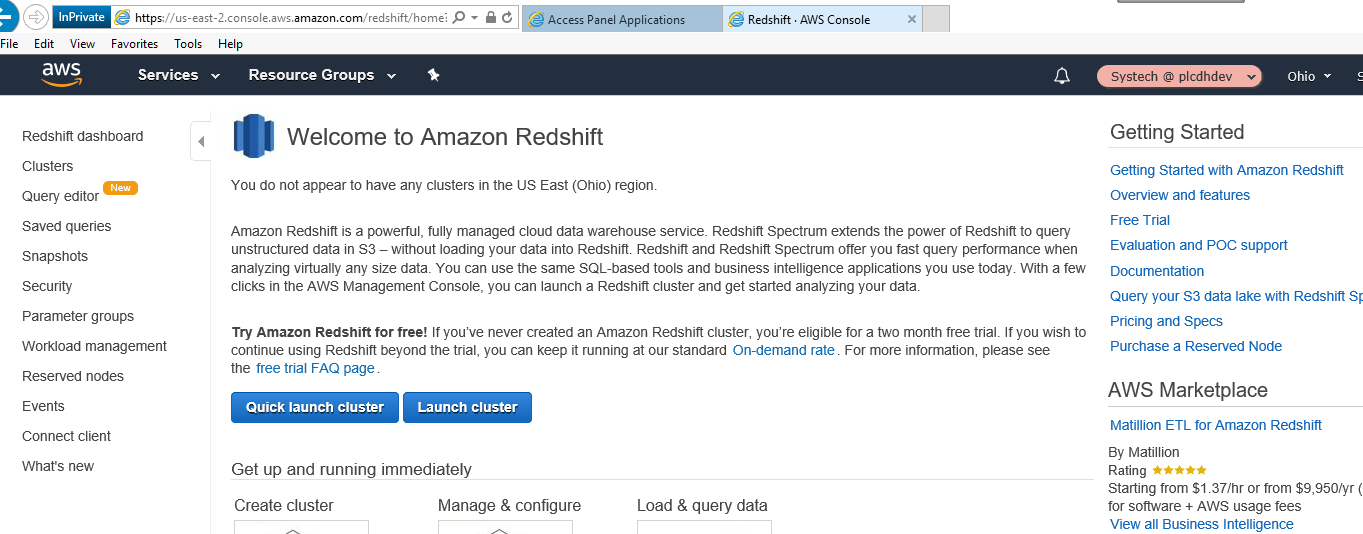 InPrivate
https://us-east-2.console.aws.amazon.com/redshift/home?
Access Panel Applications
Redshift · AWS Console
File Edit View Favorites Tools Help
aws
Services
Resource Groups
Systech @ plcdhdev
Ohio
S
Redshift dashboard
Clusters
Query editor New
Saved queries
Snapshots
Security
Parameter groups
Workload management
Reserved nodes
Events
Connect client
What's new
Welcome to Amazon Redshift
You do not appear to have any clusters in the US East (Ohio) region.
Amazon Redshift is a powerful, fully managed cloud data warehouse service. Redshift Spectrum extends the power of Redshift to query
unstructured data in S3 – without loading your data into Redshift. Redshift and Redshift Spectrum offer you fast query performance when
analyzing virtually any size data. You can use the same SQL-based tools and business intelligence applications you use today. With a few
clicks in the AWS Management Console, you can launch a Redshift cluster and get started analyzing your data.
Try Amazon Redshift for free! If you’ve never created an Amazon Redshift cluster, you’re eligible for a two month free trial. If you wish to
continue using Redshift beyond the trial, you can keep it running at our standard On-demand rate. For more information, please see
the free trial FAQ page.
Quick launch cluster
Launch cluster
Get up and running immediately
Create cluster
Manage & configure
Load & query data
Getting Started
Getting Started with Amazon Redshift
Overview and features
Free Trial
Evaluation and POC support
Documentation
Query your S3 data lake with Redshift Sp
Pricing and Specs
Purchase a Reserved Node
AWS Marketplace
Matillion ETL for Amazon Redshift
By Matillion
Rating
Starting from $1.37/hr or from $9,950/yr (
for software + AWS usage fees
View all Business Intelligence